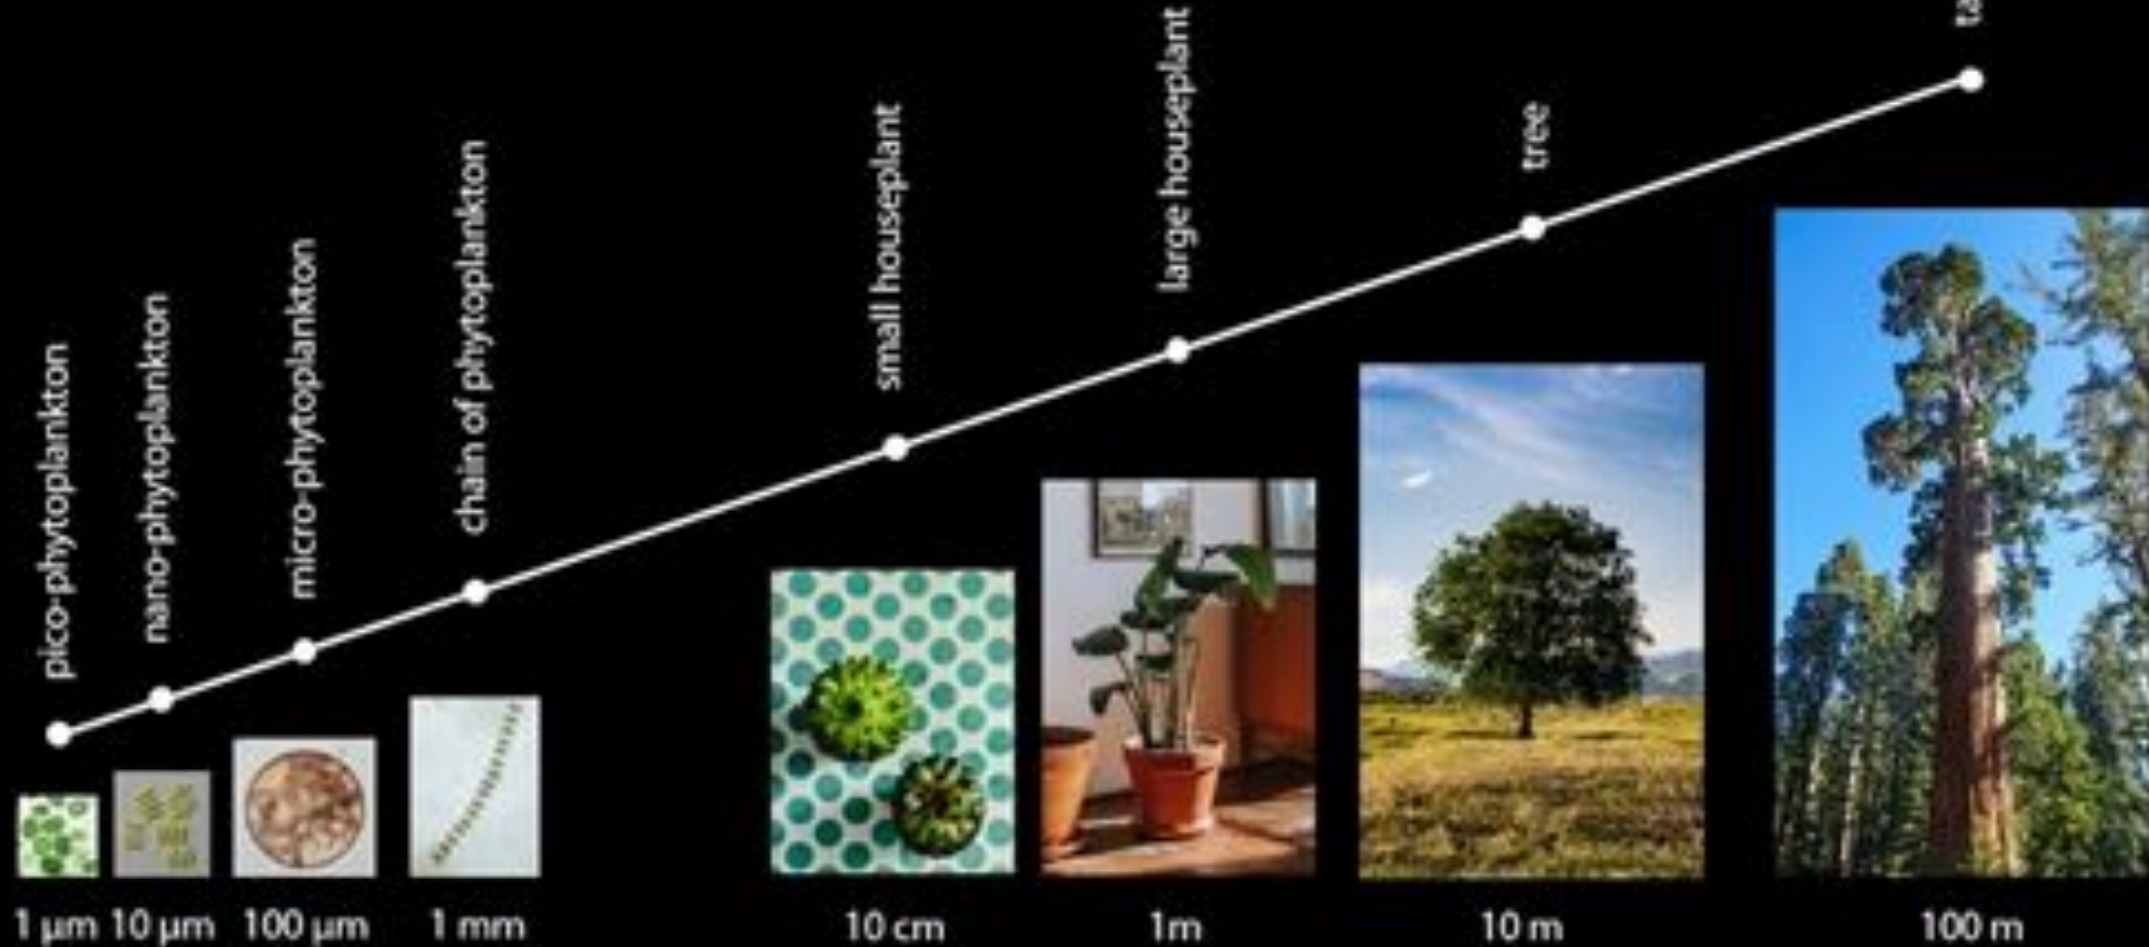 pico-phytoplankton
nano-phytoplankton
micro-phytoplankton
chain of phytoplankton
small houseplant
large houseplant
tree
ta
1 µm
10 µm
100 µm
1 mm
10 cm
1m
10 m
100 m